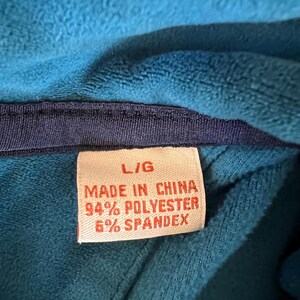 L/G
MADE IN CHINA
94% POLYESTER
6% SPANDEX